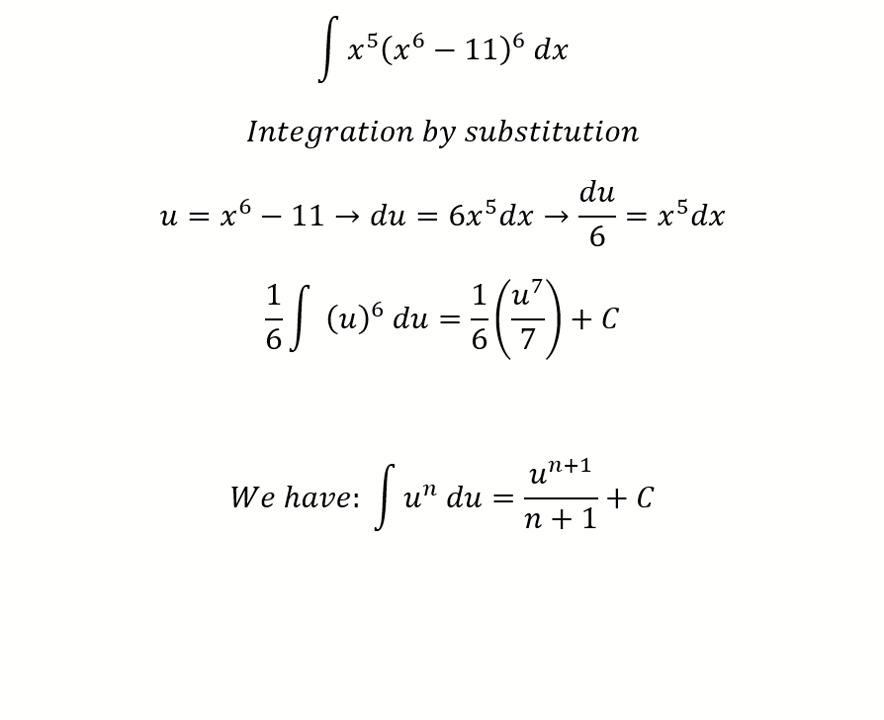 ∫ x⁵(x⁶ − 11)⁶ dx
Integration by substitution
u = x⁶ − 11 → du = 6x⁵dx → du/6 = x⁵dx
1/6 ∫ (u)⁶ du = 1/6 (u⁷/7) + C
We have: ∫ uⁿ du = uⁿ⁺¹/(n + 1) + C